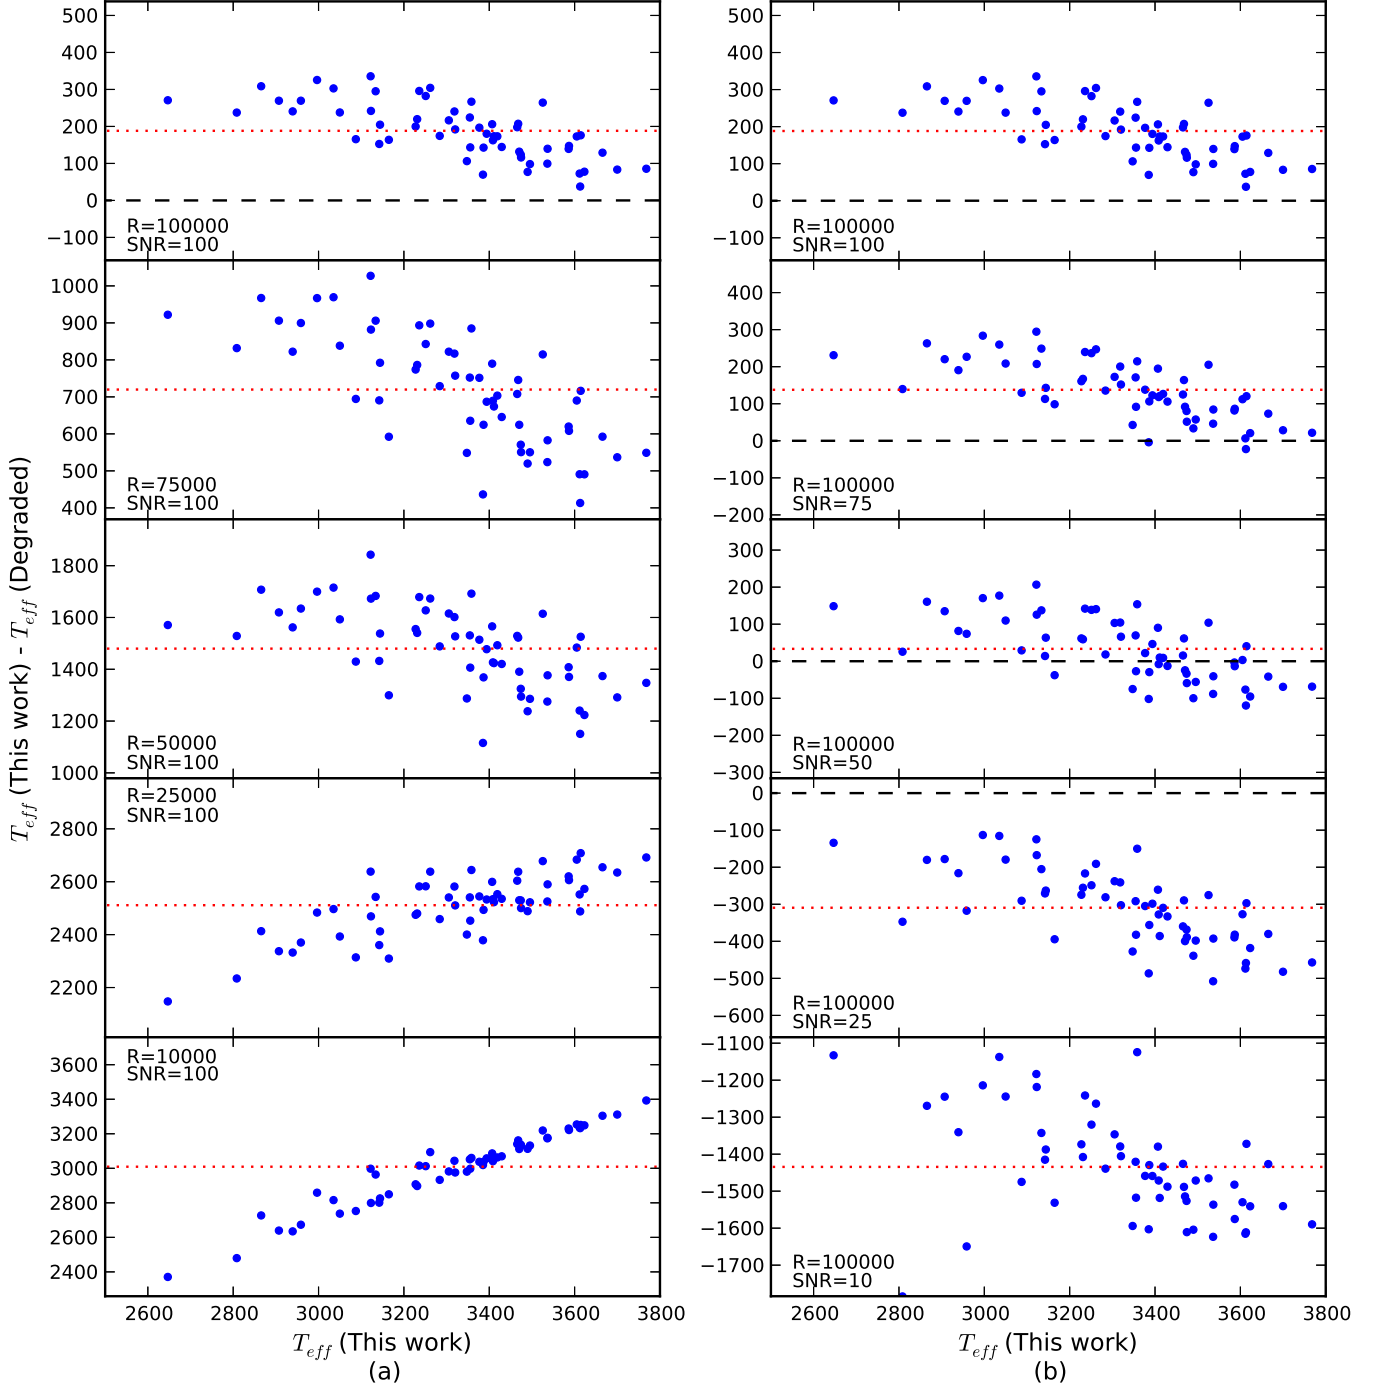 T_eff (This work) - T_eff (Degraded)
500
400
300
200
100
0
−100
R=100000
SNR=100
1000
900
800
700
600
500
400
R=75000
SNR=100
1800
1600
1400
1200
1000
R=50000
SNR=100
R=25000
SNR=100
2800
2600
2400
2200
R=10000
SNR=100
3600
3400
3200
3000
2800
2600
2400
2600 2800 3000 3200 3400 3600 3800
T_eff (This work)
(a)
500
400
300
200
100
0
−100
R=100000
SNR=100
400
300
200
100
0
−100
−200
R=100000
SNR=75
300
200
100
0
−100
−200
−300
R=100000
SNR=50
0
−100
−200
−300
−400
−500
−600
R=100000
SNR=25
−1100
−1200
−1300
−1400
−1500
−1600
−1700
R=100000
SNR=10
2600 2800 3000 3200 3400 3600 3800
T_eff (This work)
(b)